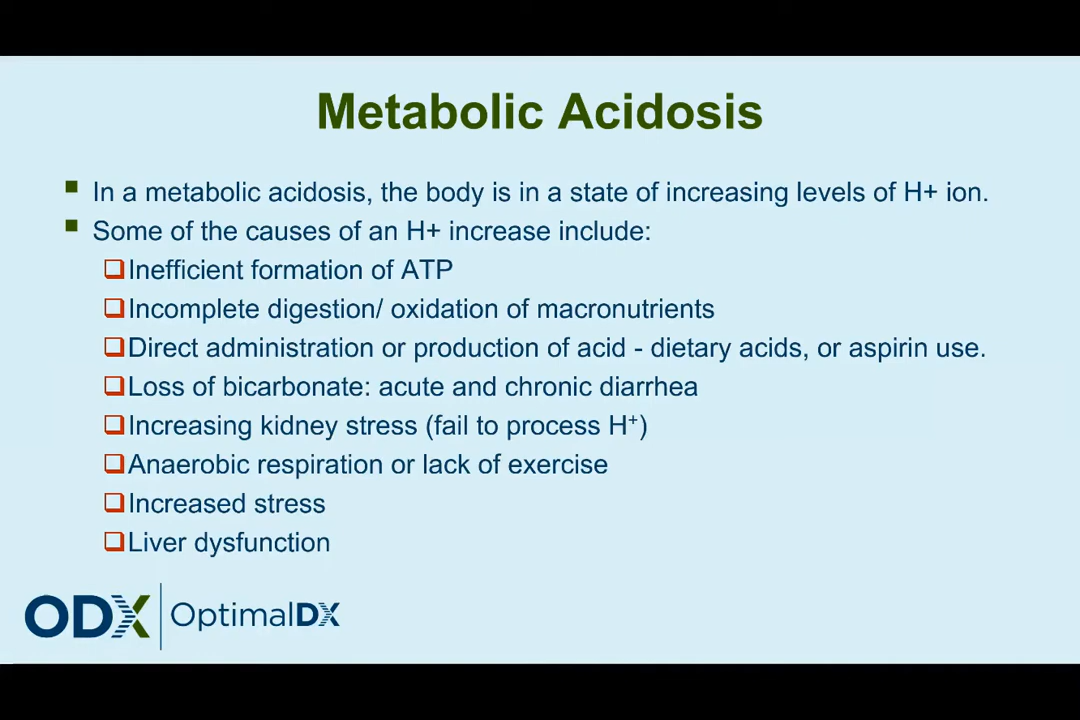 Metabolic Acidosis
In a metabolic acidosis, the body is in a state of increasing levels of H+ ion.
Some of the causes of an H+ increase include:
Inefficient formation of ATP
Incomplete digestion/ oxidation of macronutrients
Direct administration or production of acid - dietary acids, or aspirin use.
Loss of bicarbonate: acute and chronic diarrhea
Increasing kidney stress (fail to process H⁺)
Anaerobic respiration or lack of exercise
Increased stress
Liver dysfunction
ODX OptimalDX